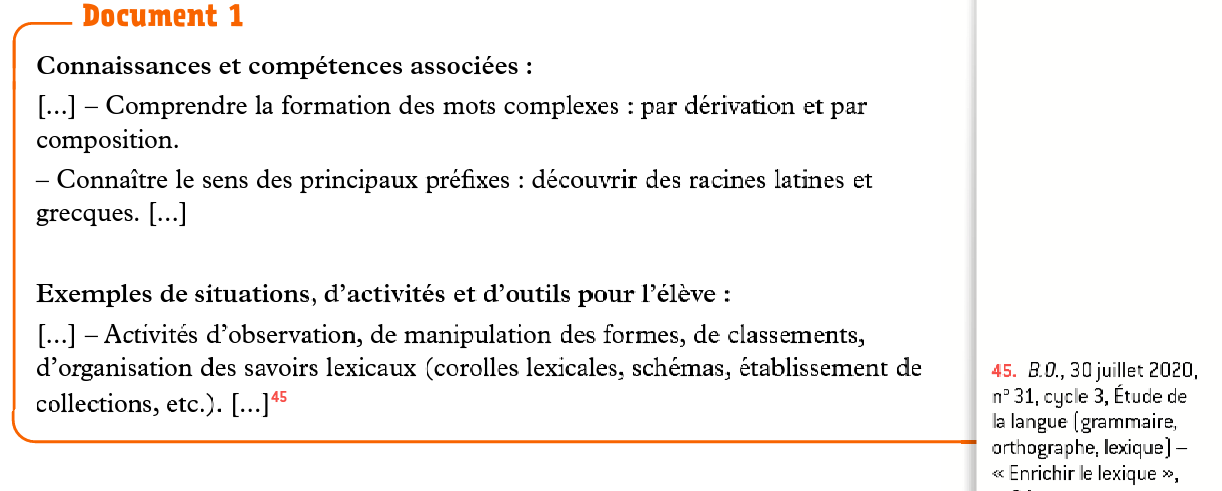 Document 1
Connaissances et compétences associées :
[...] – Comprendre la formation des mots complexes : par dérivation et par
composition.
– Connaître le sens des principaux préfixes : découvrir des racines latines et
grecques. [...]
Exemples de situations, d’activités et d’outils pour l’élève :
[...] – Activités d’observation, de manipulation des formes, de classements,
d’organisation des savoirs lexicaux (corolles lexicales, schémas, établissement de
collections, etc.). [...]45
45. B.O., 30 juillet 2020,
n° 31, cycle 3, Étude de
la langue (grammaire,
orthographe, lexique) –
« Enrichir le lexique »,